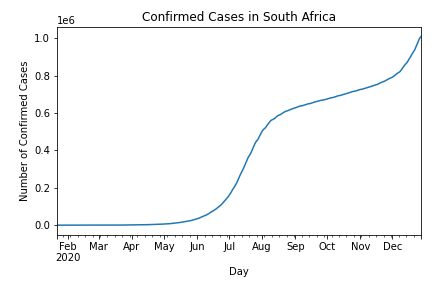 Confirmed Cases in South Africa
1e6
1.0
0.8
0.6
0.4
0.2
0.0
Number of Confirmed Cases
Feb Mar Apr May Jun Jul Aug Sep Oct Nov Dec
2020
Day